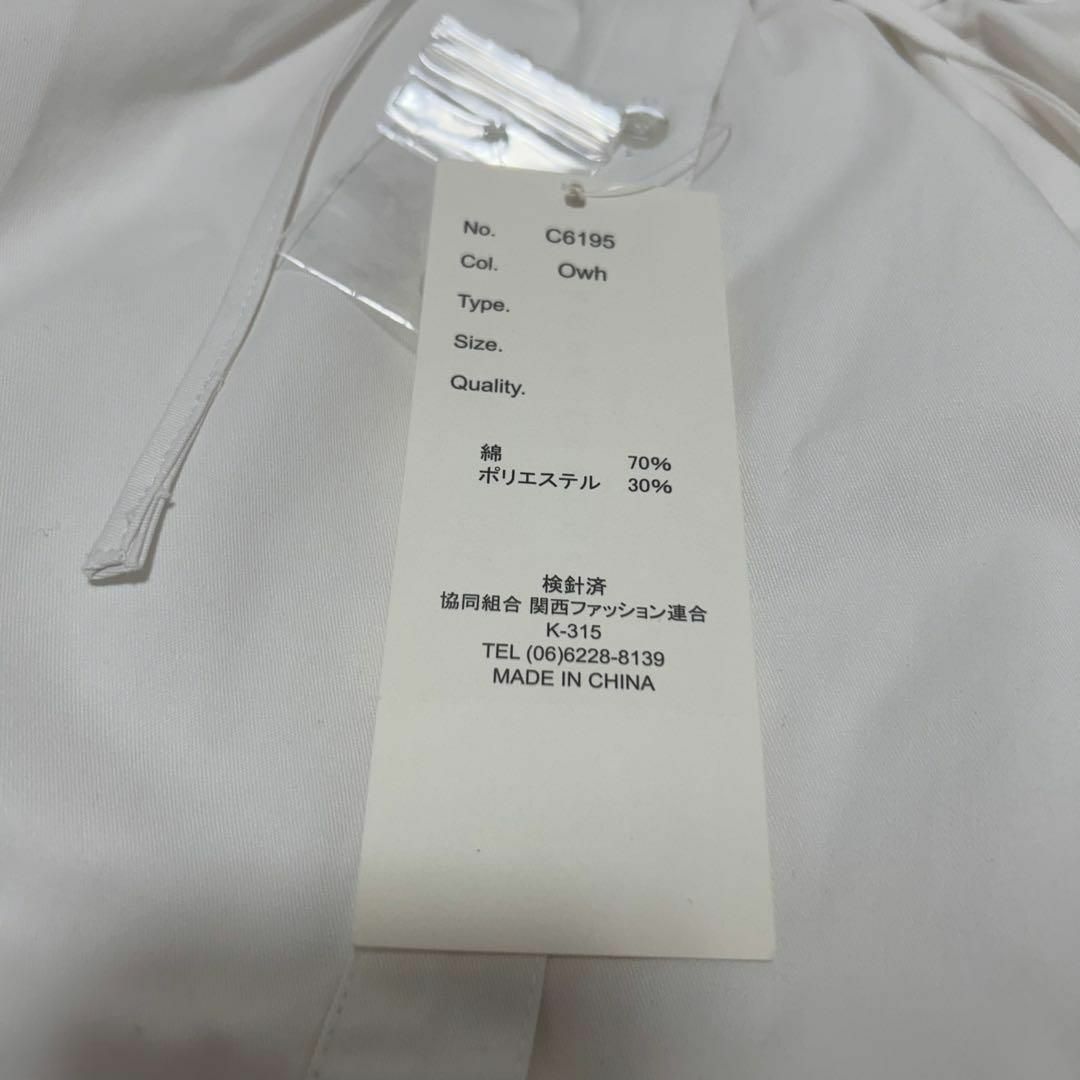 No. C6195
Col. Owh
Type.
Size.
Quality.
綿 70%
ポリエステル 30%
検針済
協同組合 関西ファッション連合
K-315
TEL (06)6228-8139
MADE IN CHINA